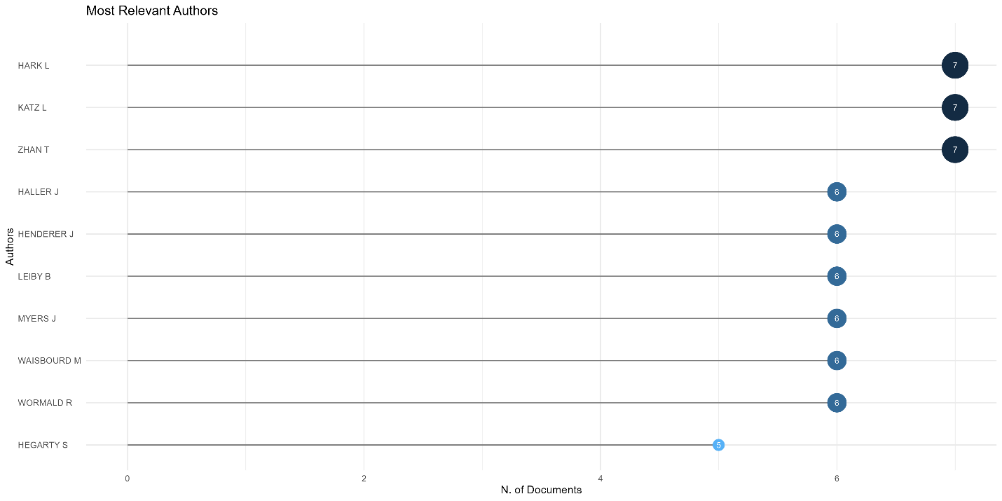 Most Relevant Authors
Authors
HARK L 7
KATZ L 7
ZHAN T 7
HALLER J 6
HENDERER J 6
LEIBY B 6
MYERS J 6
WAISBOURD M 6
WORMALD R 6
HEGARTY S 5
0 2 4 6
N. of Documents